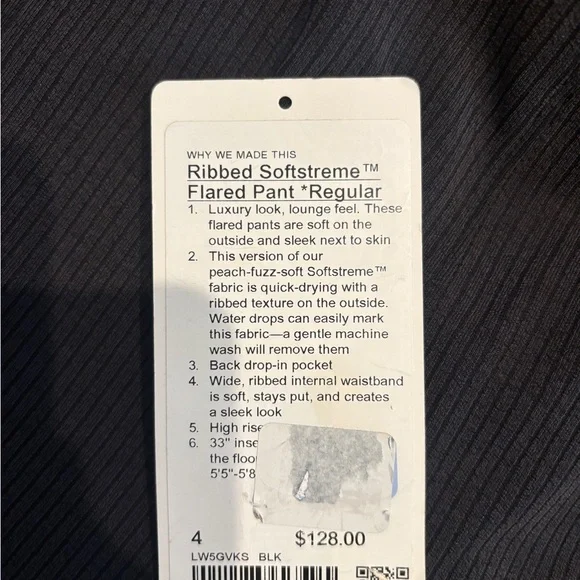 WHY WE MADE THIS
Ribbed Softstreme™
Flared Pant *Regular
1. Luxury look, lounge feel. These
flared pants are soft on the
outside and sleek next to skin
2. This version of our
peach-fuzz-soft Softstreme™
fabric is quick-drying with a
ribbed texture on the outside.
Water drops can easily mark
this fabric—a gentle machine
wash will remove them
3. Back drop-in pocket
4. Wide, ribbed internal waistband
is soft, stays put, and creates
a sleek look
5. High rise
6. 33"
the
5'5"-5'8
4 $128.00
LW5GVKS BLK